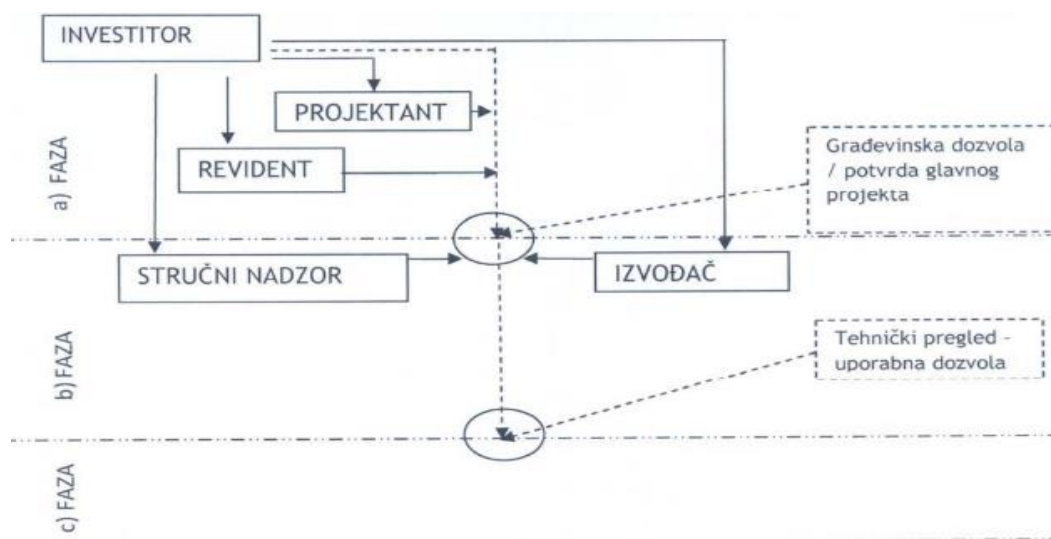 INVESTITOR
PROJEKTANT
REVIDENT
a) FAZA
Građevinska dozvola
/ potvrda glavnog
projekta
STRUČNI NADZOR
IZVOĐAČ
b) FAZA
Tehnički pregled –
uporabna dozvola
c) FAZA